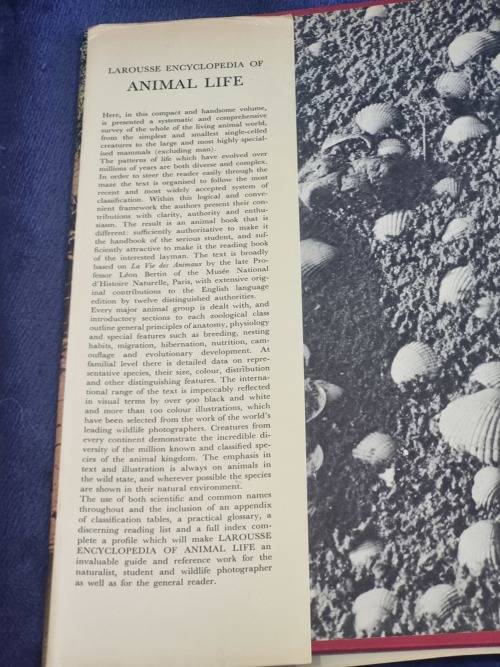 LAROUSSE ENCYCLOPEDIA OF
ANIMAL LIFE
Here, in this compact and handsome volume,
is presented a systematic and comprehensive
survey of the whole of the living animal world,
from the simplest and smallest single-celled
creatures to the large and most highly special-
ised mammals (excluding man).
The patterns of life which have evolved over
millions of years are both diverse and complex.
In order to steer the reader easily through the
maze the text is organised to follow the most
recent and most widely accepted system of
classification. Within this logical and conve-
nient framework the authors present their con-
tributions with clarity, authority and enthu-
siasm. The result is an animal book that is
different: sufficiently authoritative to make it
the handbook of the serious student, and suf-
ficiently attractive to make it the reading book
of the interested layman. The text is broadly
based on La Vie des Animaux by the late Pro-
fessor Léon Bertin of the Musée National
d'Histoire Naturelle, Paris, with extensive orig-
inal contributions to the English language
edition by twelve distinguished authorities.
Every major animal group is dealt with, and
introductory sections to each zoological class
outline general principles of anatomy, physiology
and special features such as breeding, nesting
habits, migration, hibernation, nutrition, cam-
ouflage and evolutionary development. At
familial level there is detailed data on repre-
sentative species, their size, colour, distribution
and other distinguishing features. The interna-
tional range of the text is impeccably reflected
in visual terms by over 900 black and white
and more than 100 colour illustrations, which
have been selected from the work of the world's
leading wildlife photographers. Creatures from
every continent demonstrate the incredible di-
versity of the million known and classified spe-
cies of the animal kingdom. The emphasis in
text and illustration is always on animals in
the wild state, and wherever possible the species
are shown in their natural environment.
The use of both scientific and common names
throughout and the inclusion of an appendix
of classification tables, a practical glossary, a
discerning reading list and a full index com-
plete a profile which will make LAROUSSE
ENCYCLOPEDIA OF ANIMAL LIFE an
invaluable guide and reference work for the
naturalist, student and wildlife photographer
as well as for the general reader.